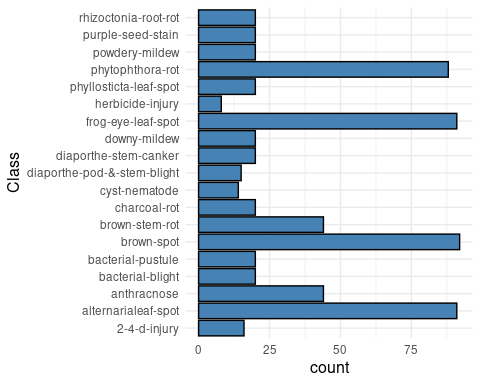 rhizoctonia-root-rot
purple-seed-stain
powdery-mildew
phytophthora-rot
phyllosticta-leaf-spot
herbicide-injury
frog-eye-leaf-spot
downy-mildew
diaporthe-stem-canker
diaporthe-pod-&-stem-blight
cyst-nematode
charcoal-rot
brown-stem-rot
brown-spot
bacterial-pustule
bacterial-blight
anthracnose
alternarialeaf-spot
2-4-d-injury
Class
0 25 50 75
count